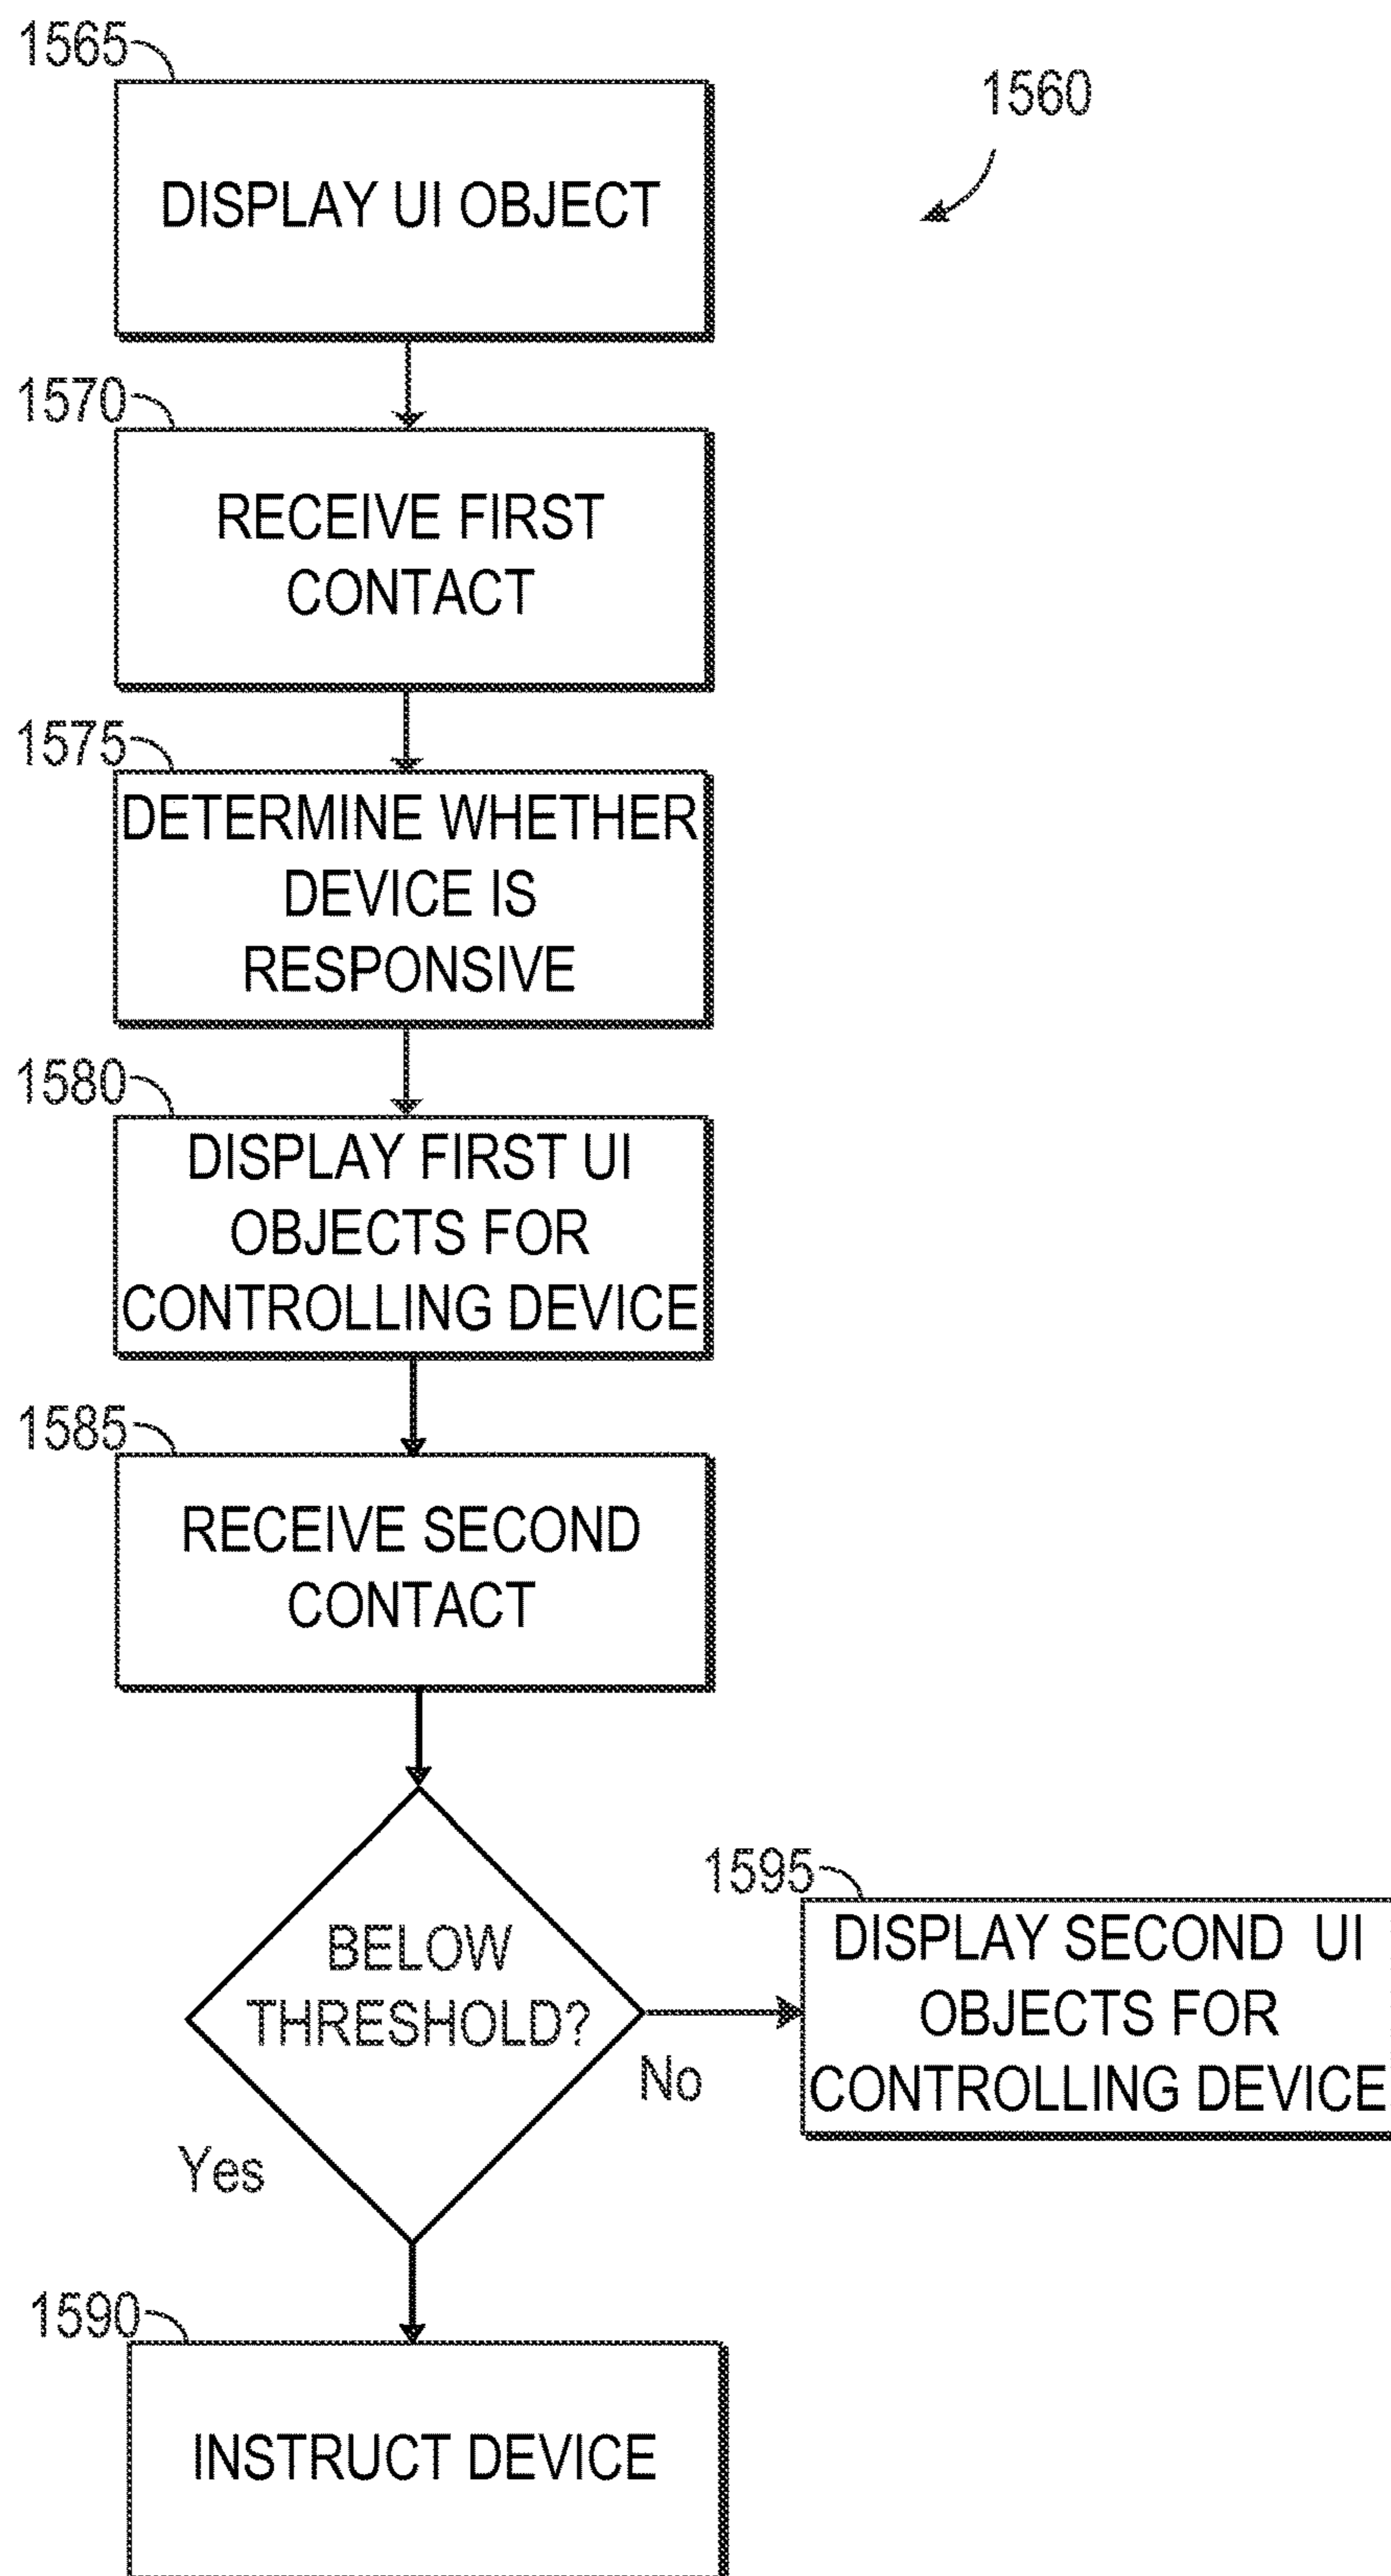 1565
1560
DISPLAY UI OBJECT
1570
RECEIVE FIRST
CONTACT
1575
DETERMINE WHETHER
DEVICE IS
RESPONSIVE
1580
DISPLAY FIRST UI
OBJECTS FOR
CONTROLLING DEVICE
1585
RECEIVE SECOND
CONTACT
BELOW
THRESHOLD?
No
Yes
1595
DISPLAY SECOND UI
OBJECTS FOR
CONTROLLING DEVICE
1590
INSTRUCT DEVICE